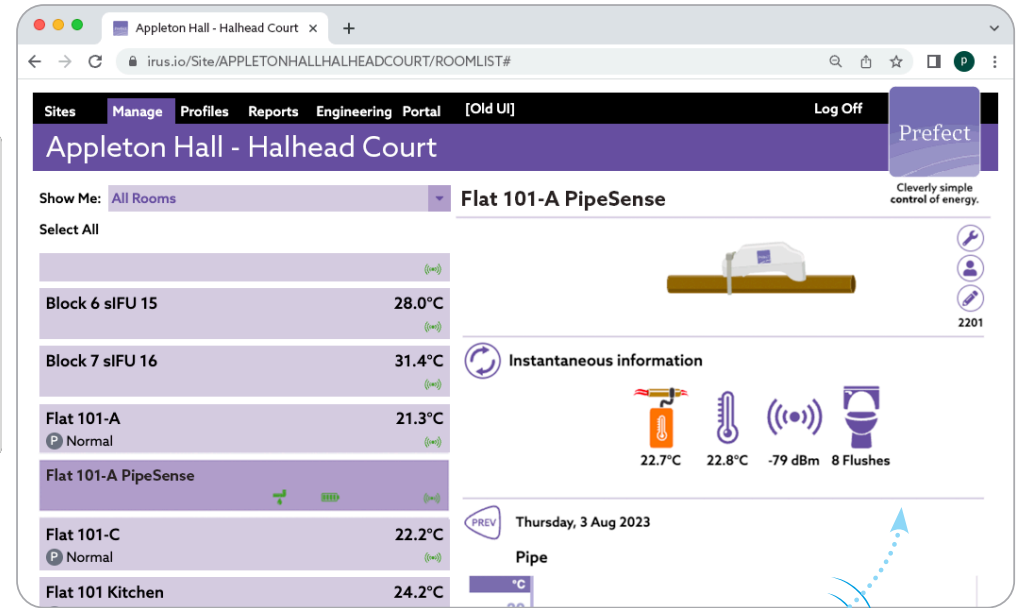 Appleton Hall - Halhead Court
irus.io/Site/APPLETONHALLHALHEADCOURT/ROOMLIST#
P
Sites Manage Profiles Reports Engineering Portal [Old UI] Log Off
Prefect
Appleton Hall - Halhead Court
Cleverly simple
control of energy.
Show Me: All Rooms
Select All
Block 6 sIFU 15 28.0°C
Block 7 sIFU 16 31.4°C
Flat 101-A 21.3°C
P Normal
Flat 101-A PipeSense
Flat 101-C 22.2°C
P Normal
Flat 101 Kitchen 24.2°C
Flat 101-A PipeSense
2201
Instantaneous information
22.7°C 22.8°C -79 dBm 8 Flushes
PREV Thursday, 3 Aug 2023
Pipe
°C